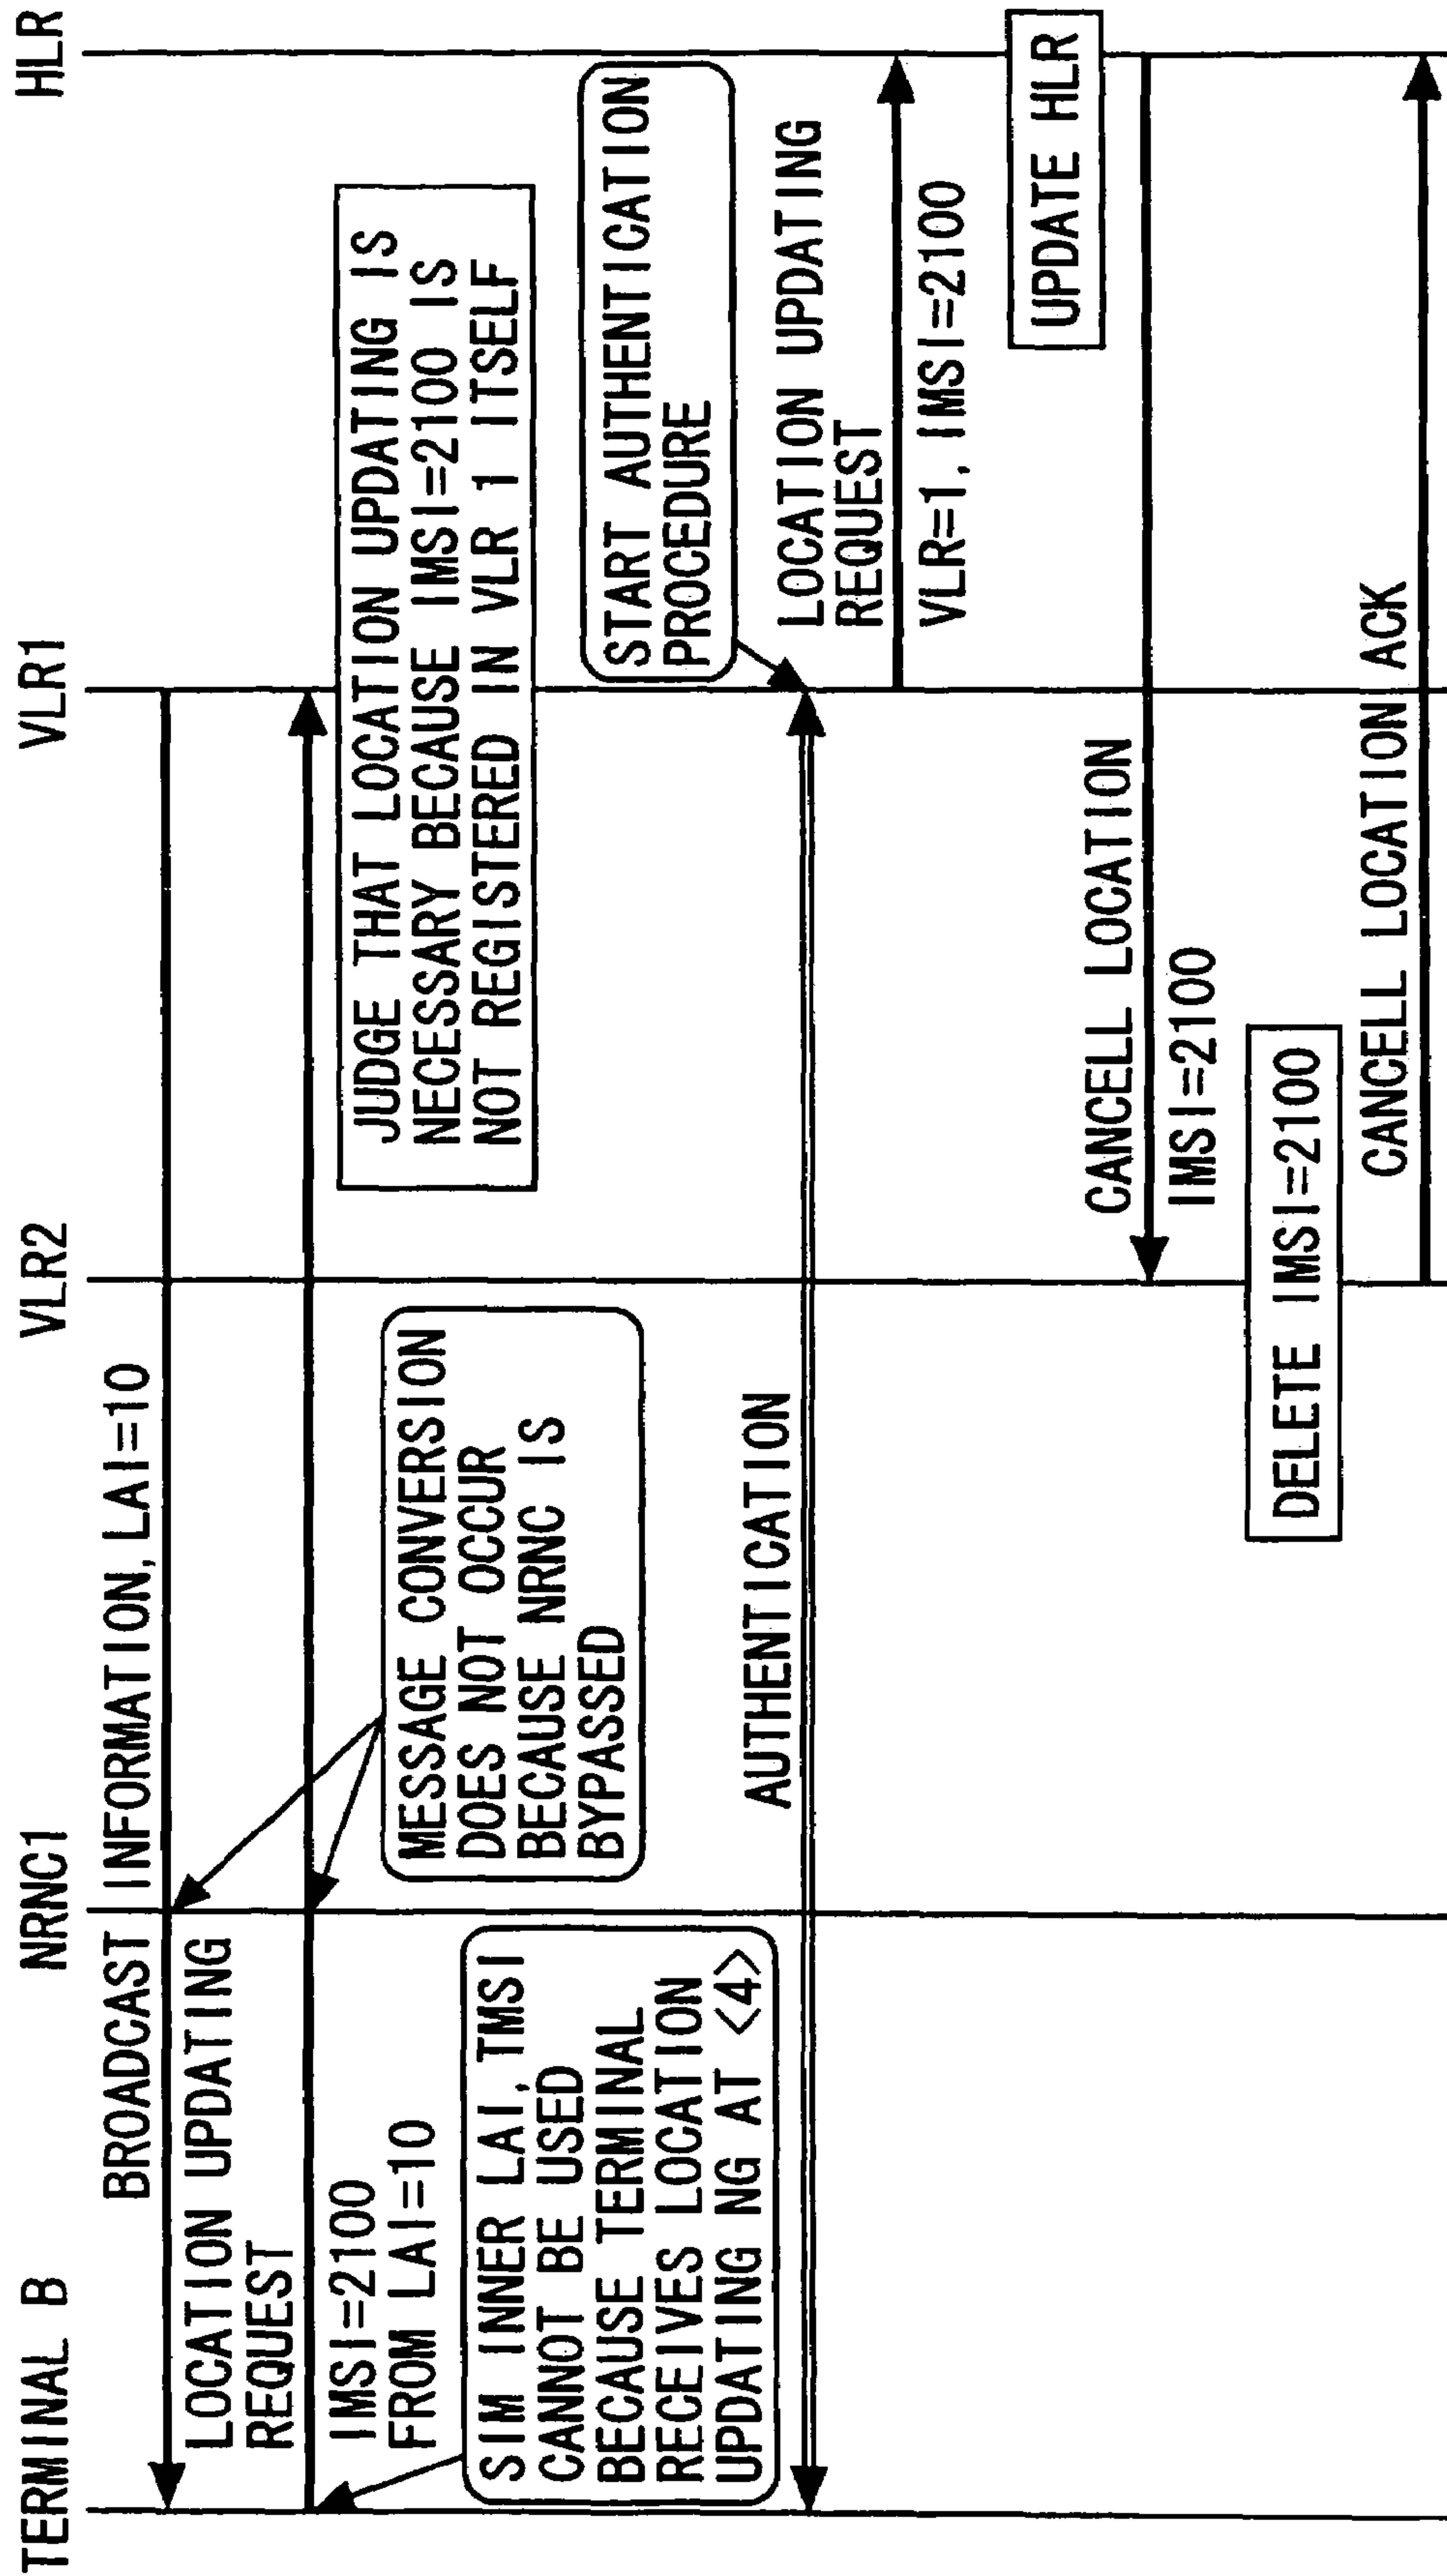 TERMINAL B
NRNC1
VLR2
VLR1
HLR
BROADCAST INFORMATION, LAI=10
LOCATION UPDATING
REQUEST
IMSI=2100
FROM LAI=10
SIM INNER LAI, TMSI
CANNOT BE USED
BECAUSE TERMINAL
RECEIVES LOCATION
UPDATING NG AT <4>
MESSAGE CONVERSION
DOES NOT OCCUR
BECAUSE NRNC IS
BYPASSED
JUDGE THAT LOCATION UPDATING IS
NECESSARY BECAUSE IMSI=2100 IS
NOT REGISTERED IN VLR 1 ITSELF
START AUTHENTICATION
PROCEDURE
AUTHENTICATION
LOCATION UPDATING
REQUEST
VLR=1, IMSI=2100
UPDATE HLR
CANCELL LOCATION
IMSI=2100
DELETE IMSI=2100
CANCELL LOCATION ACK